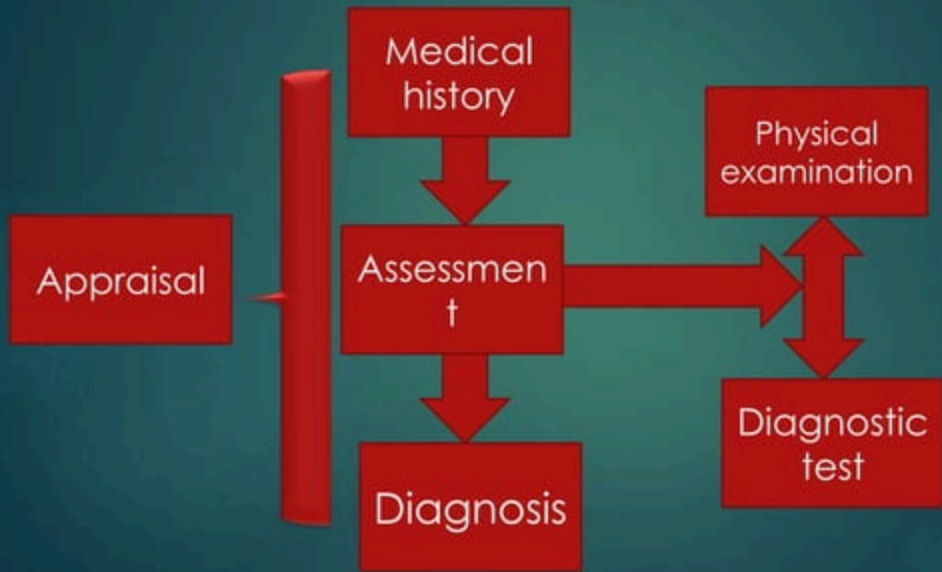 Medical
history
Physical
examination
Appraisal
Assessmen
t
Diagnostic
test
Diagnosis